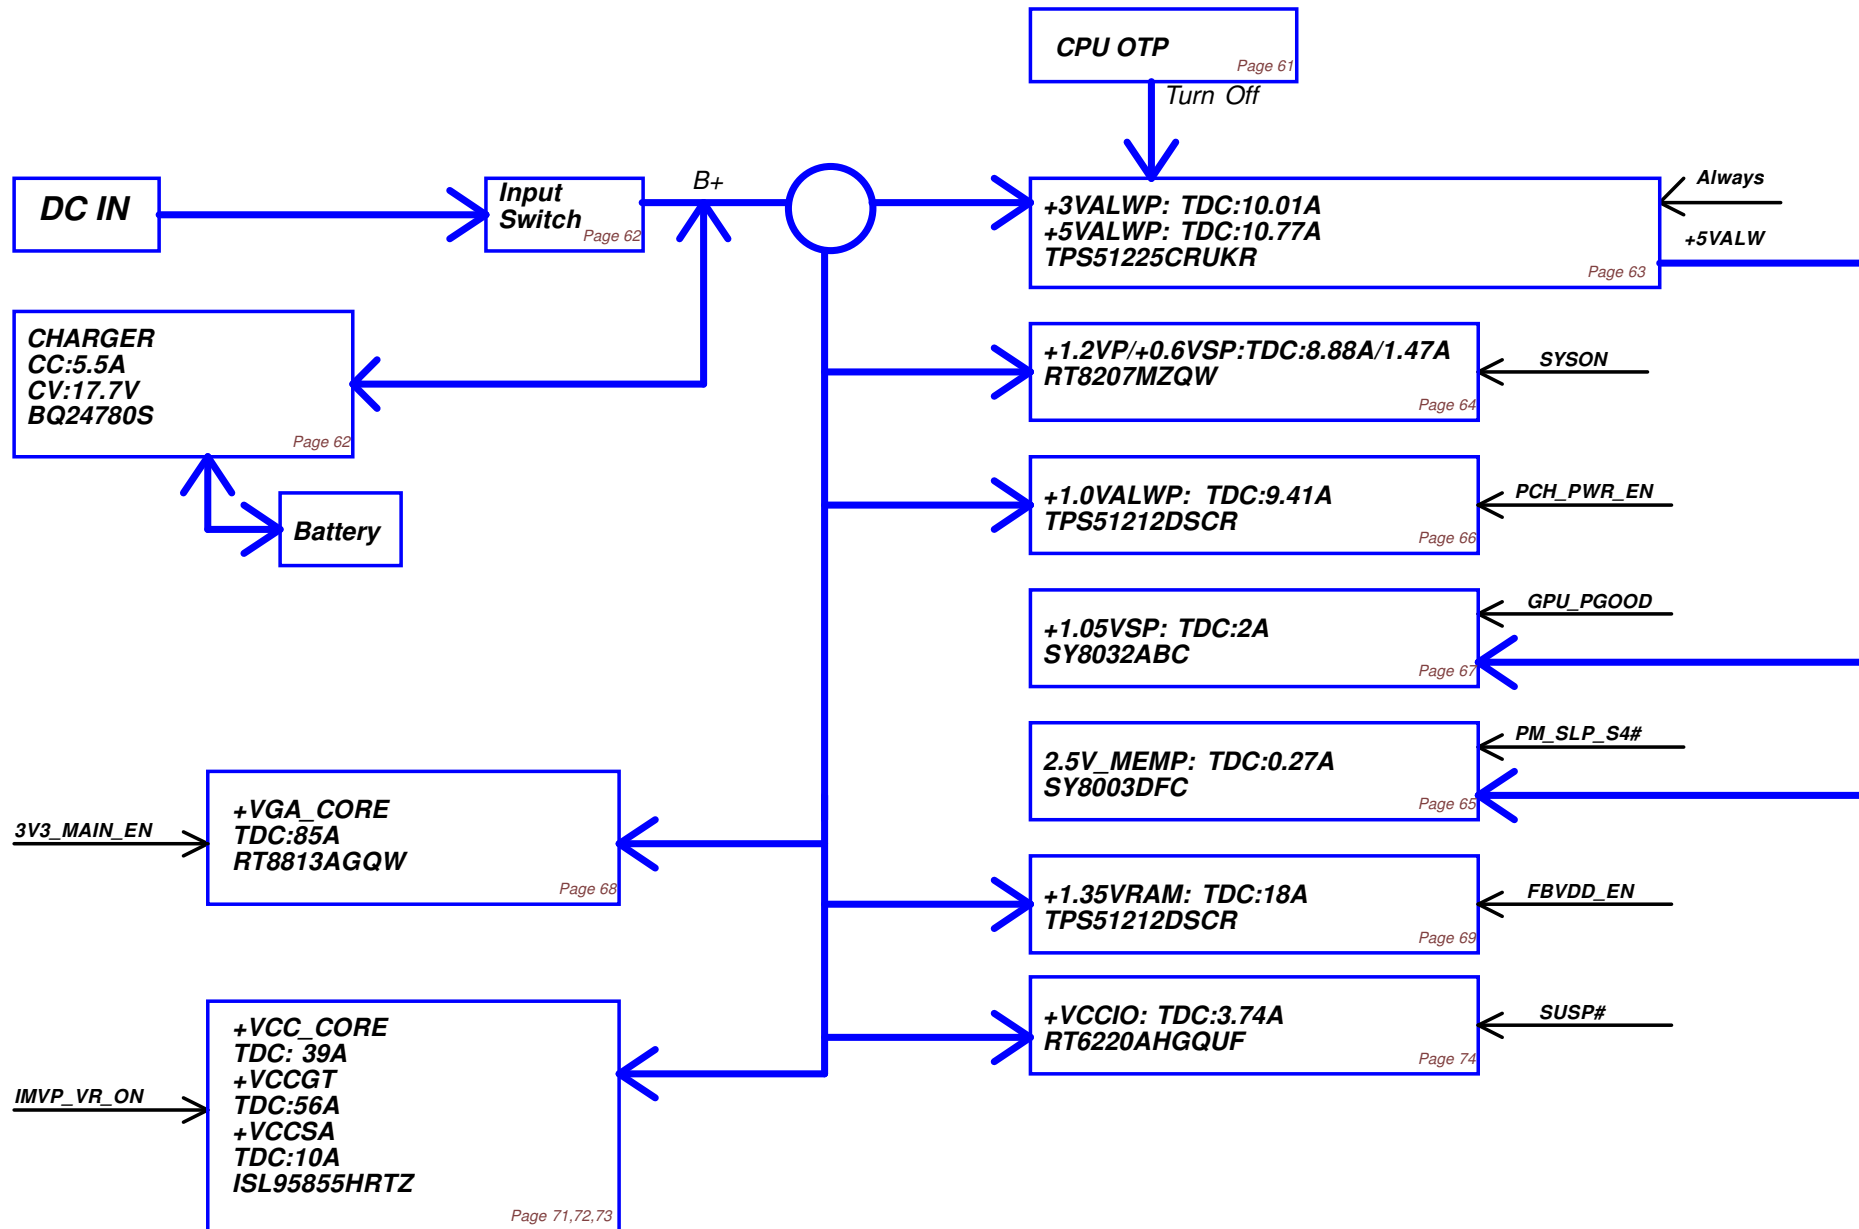 CPU OTP
Page 61
Turn Off
DC IN
Input
Switch
Page 62
B+
+3VALWP: TDC:10.01A
+5VALWP: TDC:10.77A
TPS51225CRUKR
Page 63
Always
+5VALW
CHARGER
CC:5.5A
CV:17.7V
BQ24780S
Page 62
Battery
+1.2VP/+0.6VSP:TDC:8.88A/1.47A
RT8207MZQW
Page 64
SYSON
+1.0VALWP: TDC:9.41A
TPS51212DSCR
Page 66
PCH_PWR_EN
+1.05VSP: TDC:2A
SY8032ABC
Page 67
GPU_PGOOD
2.5V_MEMP: TDC:0.27A
SY8003DFC
Page 65
PM_SLP_S4#
3V3_MAIN_EN
+VGA_CORE
TDC:85A
RT8813AGQW
Page 68
+1.35VRAM: TDC:18A
TPS51212DSCR
Page 69
FBVDD_EN
+VCCIO: TDC:3.74A
RT6220AHGQUF
Page 74
SUSP#
IMVP_VR_ON
+VCC_CORE
TDC: 39A
+VCCGT
TDC:56A
+VCCSA
TDC:10A
ISL95855HRTZ
Page 71,72,73